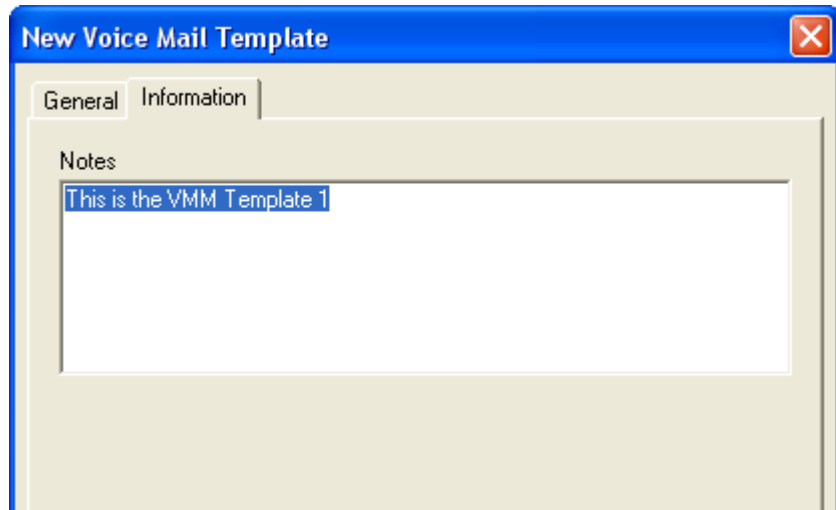 New Voice Mail Template
General Information
Notes
This is the VMM Template 1